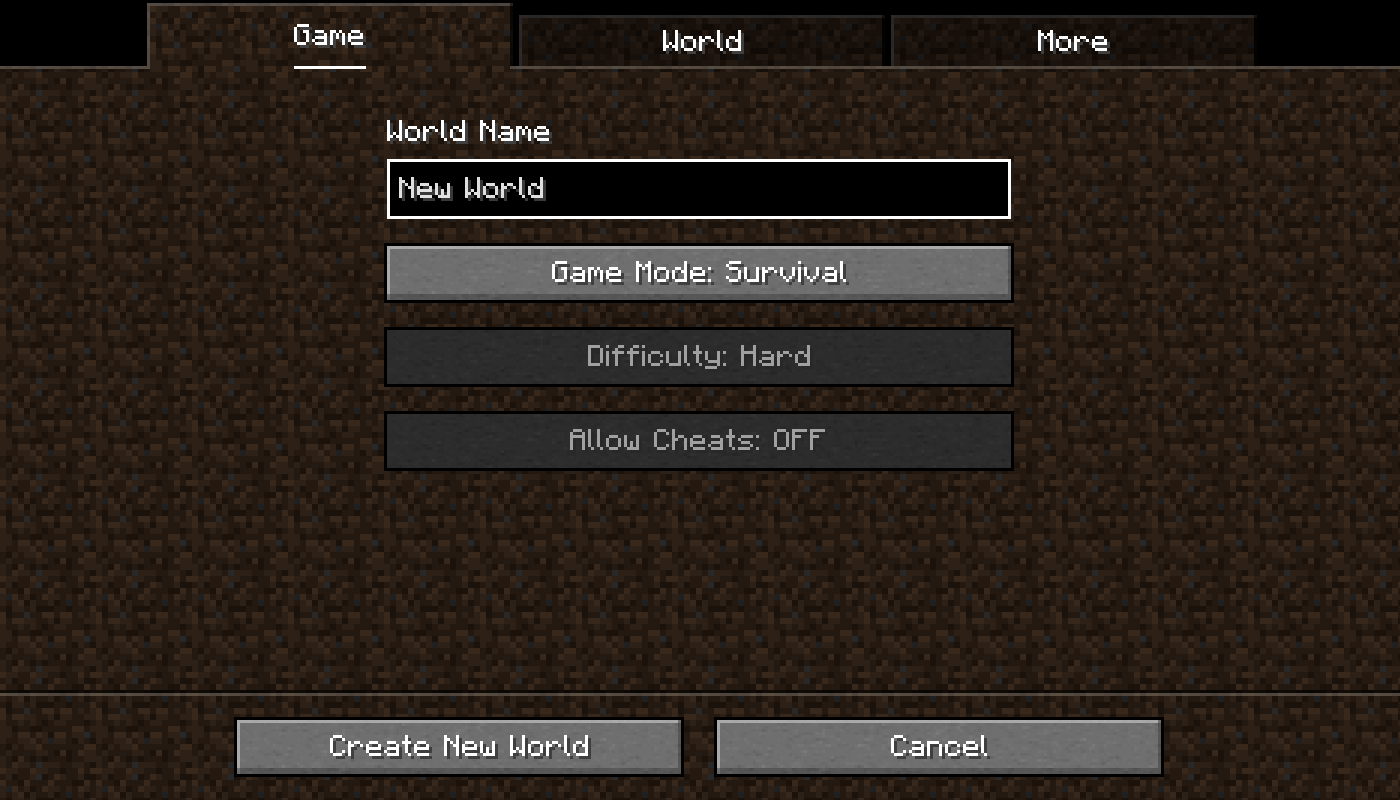 Game
World
More
World Name
New World
Game Mode: Survival
Difficulty: Hard
Allow Cheats: OFF
Create New World
Cancel